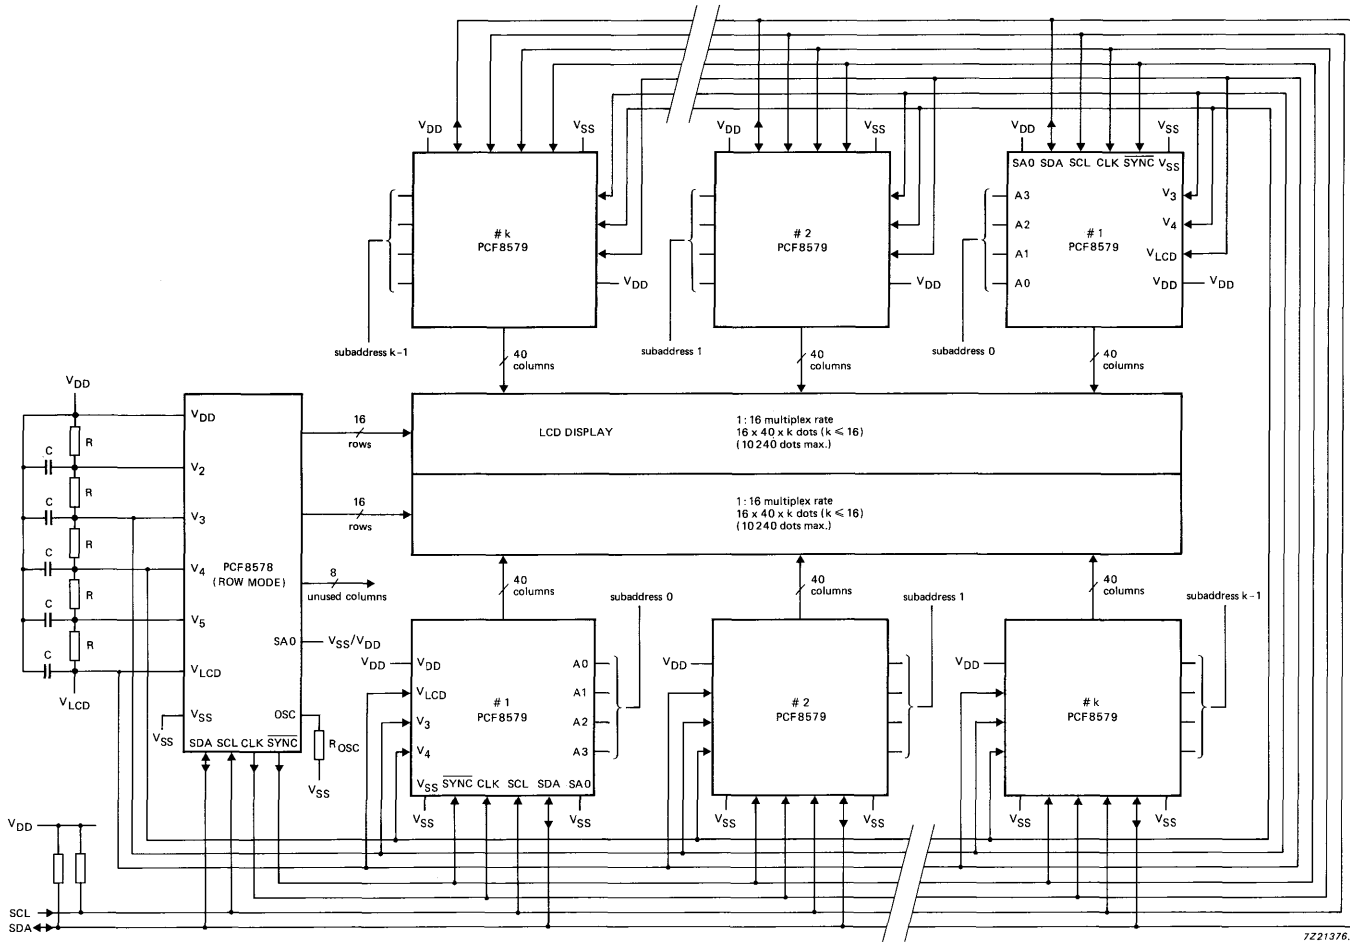 VDD
VSS
VDD
VSS
VDD
SA0 SDA SCL CLK SYNC VSS
# k
PCF8579
VDD
# 2
PCF8579
VDD
A3
A2
A1
A0
# 1
PCF8579
V3
V4
VLCD
VDD
VDD
subaddress k-1
40
columns
subaddress 1
40
columns
subaddress 0
40
columns
VDD
VDD
R
C
V2
R
C
V3
R
C
V4
R
C
V5
R
C
VLCD
VLCD
VSS
VSS
PCF8578
(ROW MODE)
SDA SCL CLK SYNC
16
rows
16
rows
8
unused columns
SA0
VSS/VDD
OSC
ROSC
VSS
LCD DISPLAY
1 : 16 multiplex rate
16 x 40 x k dots (k ⩽ 16)
(10 240 dots max.)
1 : 16 multiplex rate
16 x 40 x k dots (k ⩽ 16)
(10 240 dots max.)
40
columns
subaddress 0
40
columns
subaddress 1
40
columns
subaddress k-1
VDD
VDD
VLCD
V3
V4
# 1
PCF8579
A0
A1
A2
A3
VSS SYNC CLK SCL SDA SA0
VSS
VSS
VDD
# 2
PCF8579
VSS
VSS
VDD
# k
PCF8579
VSS
VSS
VDD
SCL
SDA
7Z21376.